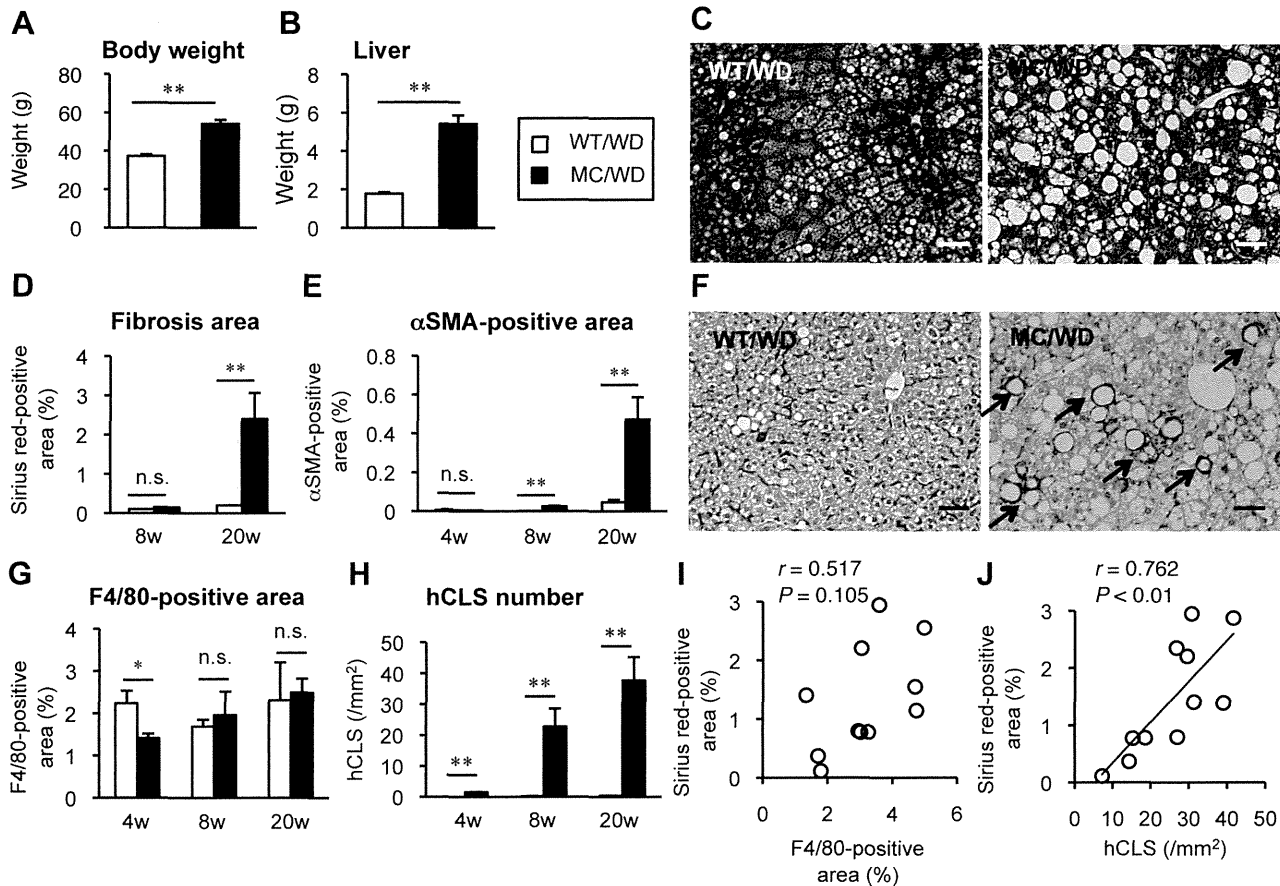 A
Body weight
Weight (g)
80
60
40
20
0
**
B
Liver
Weight (g)
8
6
4
2
0
**
WT/WD
MC/WD
C
WT/WD
MC/WD
D
Fibrosis area
Sirius red-positive
area (%)
4
3
2
1
0
n.s.
**
8w
20w
E
αSMA-positive area
αSMA-positive
area (%)
0.8
0.6
0.4
0.2
0
n.s.
**
**
4w
8w
20w
F
WT/WD
MC/WD
G
F4/80-positive area
F4/80-positive
area (%)
4
3
2
1
0
*
n.s.
n.s.
4w
8w
20w
H
hCLS number
hCLS (/mm²)
50
40
30
20
10
0
**
**
**
4w
8w
20w
I
r = 0.517
P = 0.105
Sirius red-positive
area (%)
3
2
1
0
0
2
4
6
F4/80-positive
area (%)
J
r = 0.762
P < 0.01
Sirius red-positive
area (%)
3
2
1
0
0
10
20
30
40
50
hCLS (/mm²)